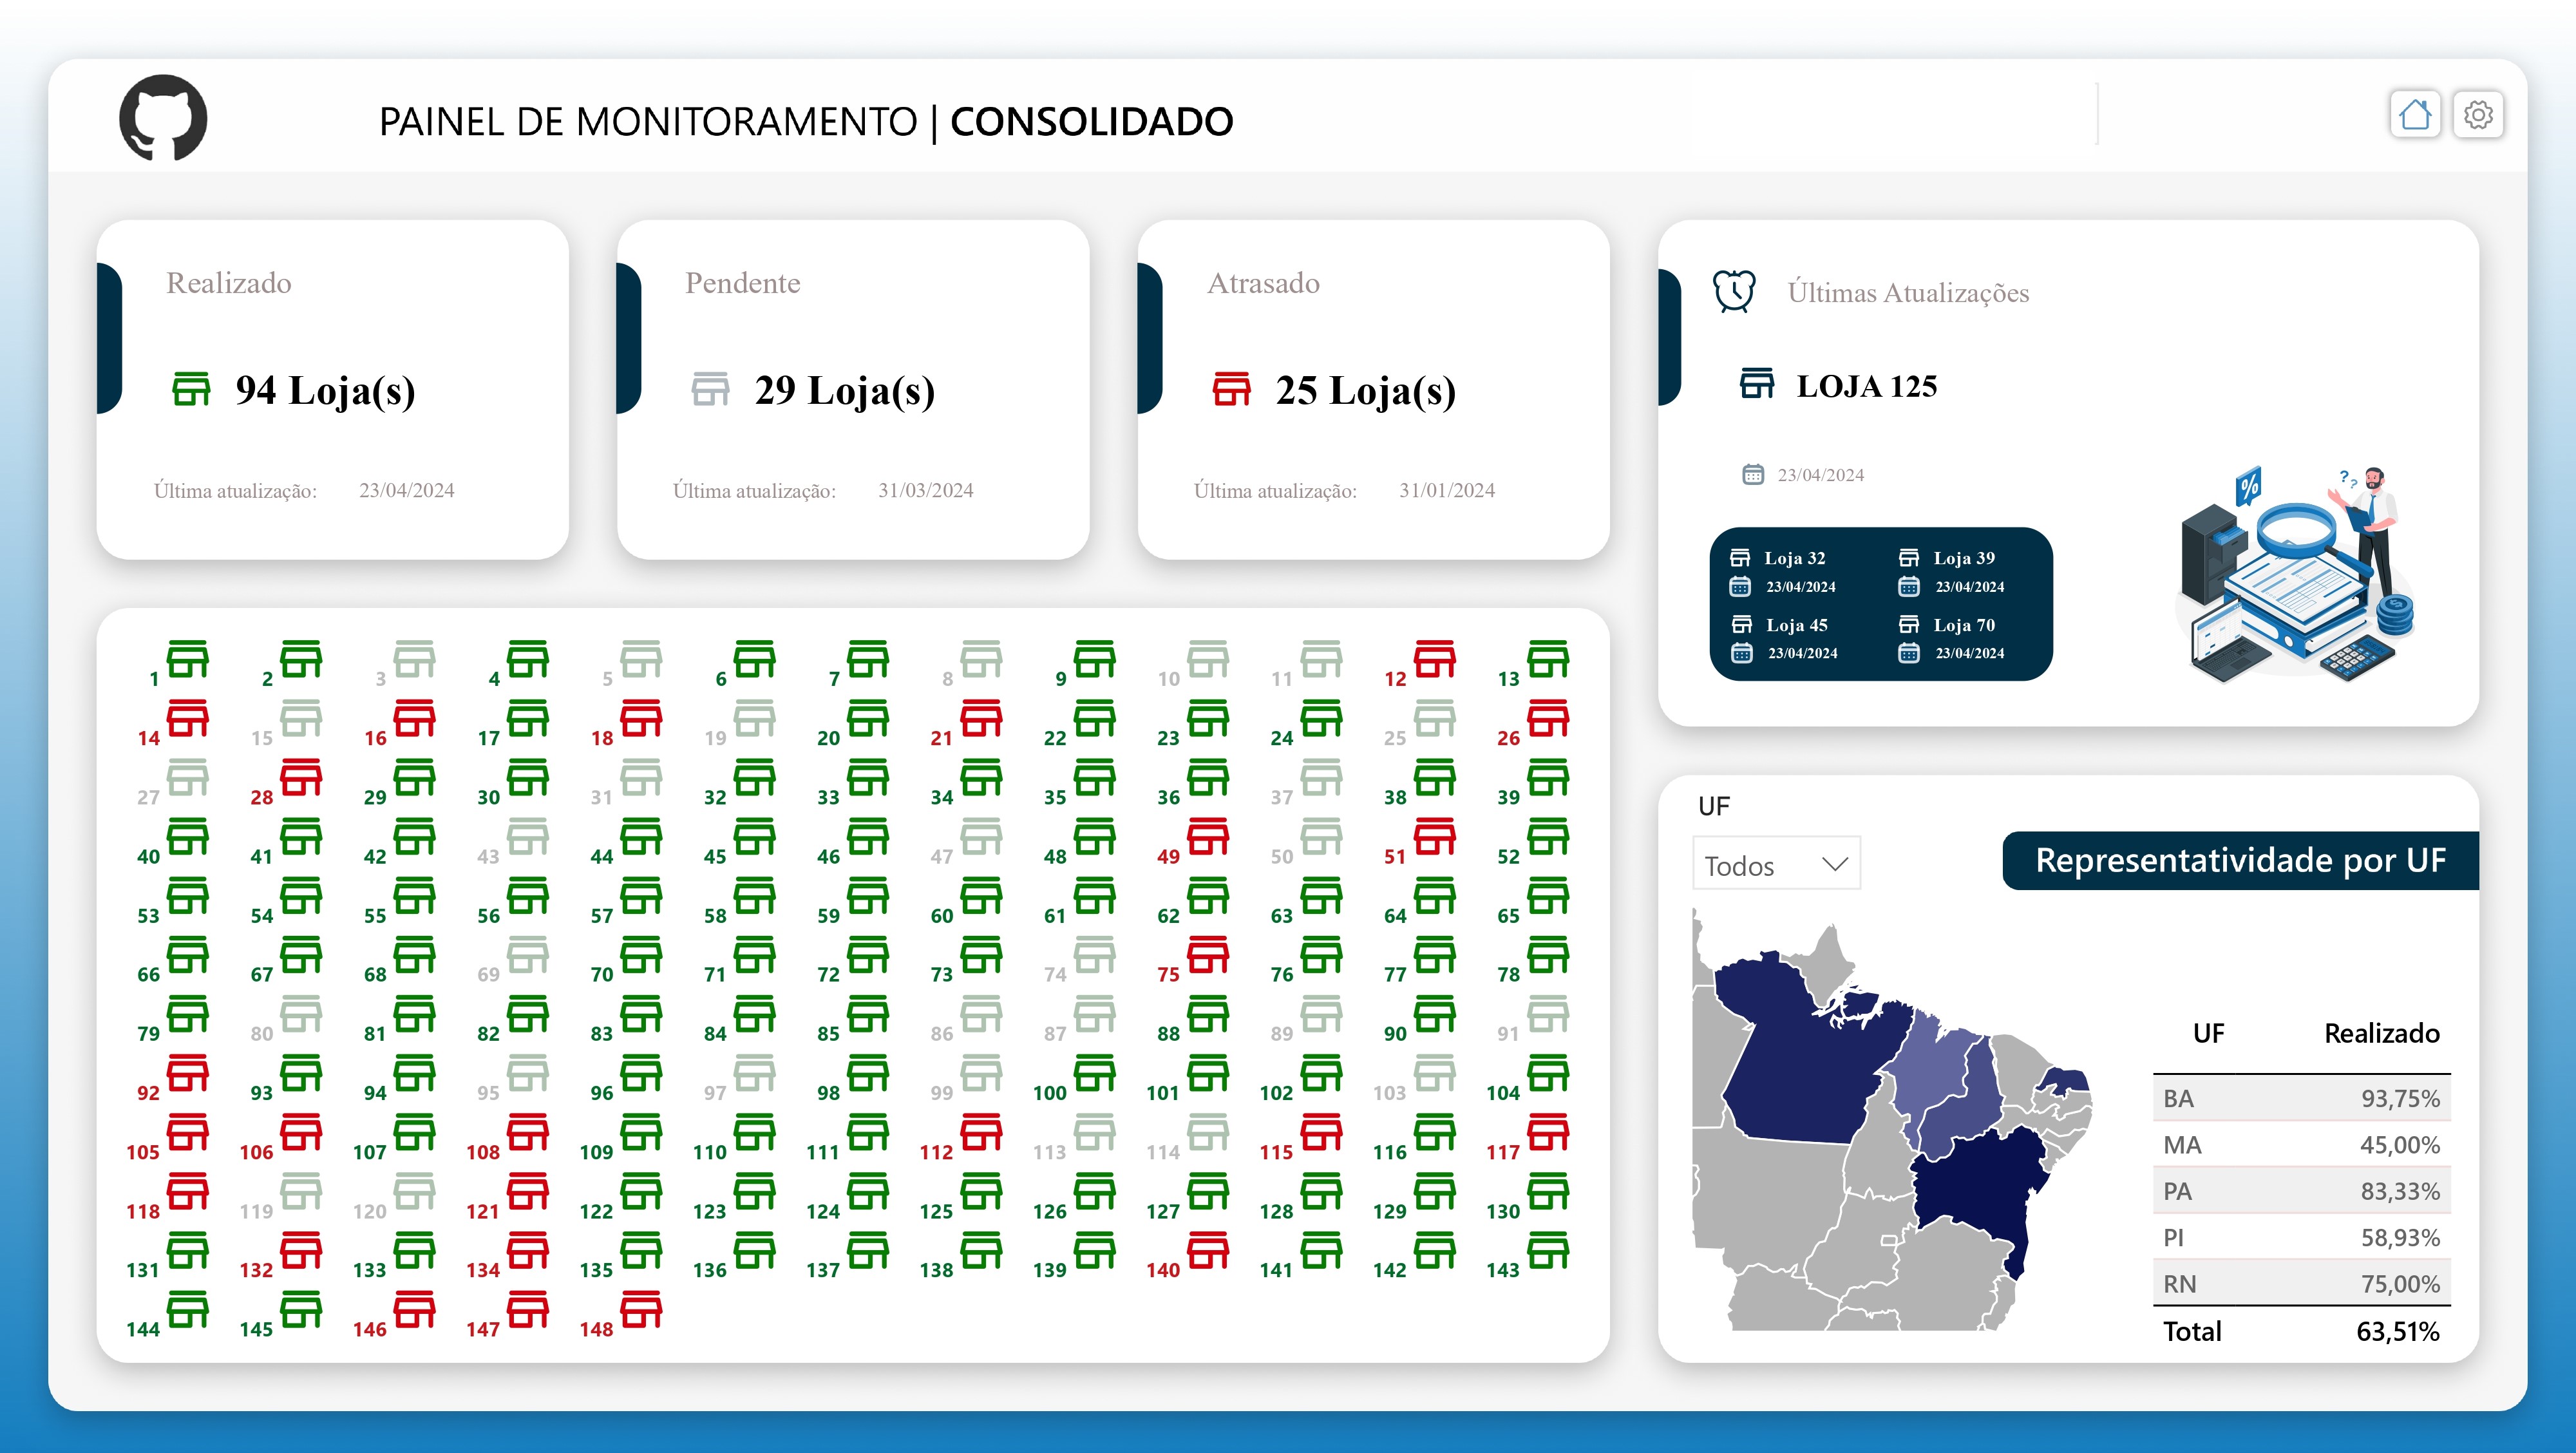 PAINEL DE MONITORAMENTO | CONSOLIDADO
Realizado
94 Loja(s)
Última atualização: 23/04/2024
Pendente
29 Loja(s)
Última atualização: 31/03/2024
Atrasado
25 Loja(s)
Última atualização: 31/01/2024
Últimas Atualizações
LOJA 125
23/04/2024
%
? ?
Loja 32 Loja 39
23/04/2024 23/04/2024
Loja 45 Loja 70
23/04/2024 23/04/2024
1 2 3 4 5 6 7 8 9 10 11 12 13
14 15 16 17 18 19 20 21 22 23 24 25 26
27 28 29 30 31 32 33 34 35 36 37 38 39
40 41 42 43 44 45 46 47 48 49 50 51 52
53 54 55 56 57 58 59 60 61 62 63 64 65
66 67 68 69 70 71 72 73 74 75 76 77 78
79 80 81 82 83 84 85 86 87 88 89 90 91
92 93 94 95 96 97 98 99 100 101 102 103 104
105 106 107 108 109 110 111 112 113 114 115 116 117
118 119 120 121 122 123 124 125 126 127 128 129 130
131 132 133 134 135 136 137 138 139 140 141 142 143
144 145 146 147 148
UF
Todos
Representatividade por UF
UF Realizado
BA 93,75%
MA 45,00%
PA 83,33%
PI 58,93%
RN 75,00%
Total 63,51%